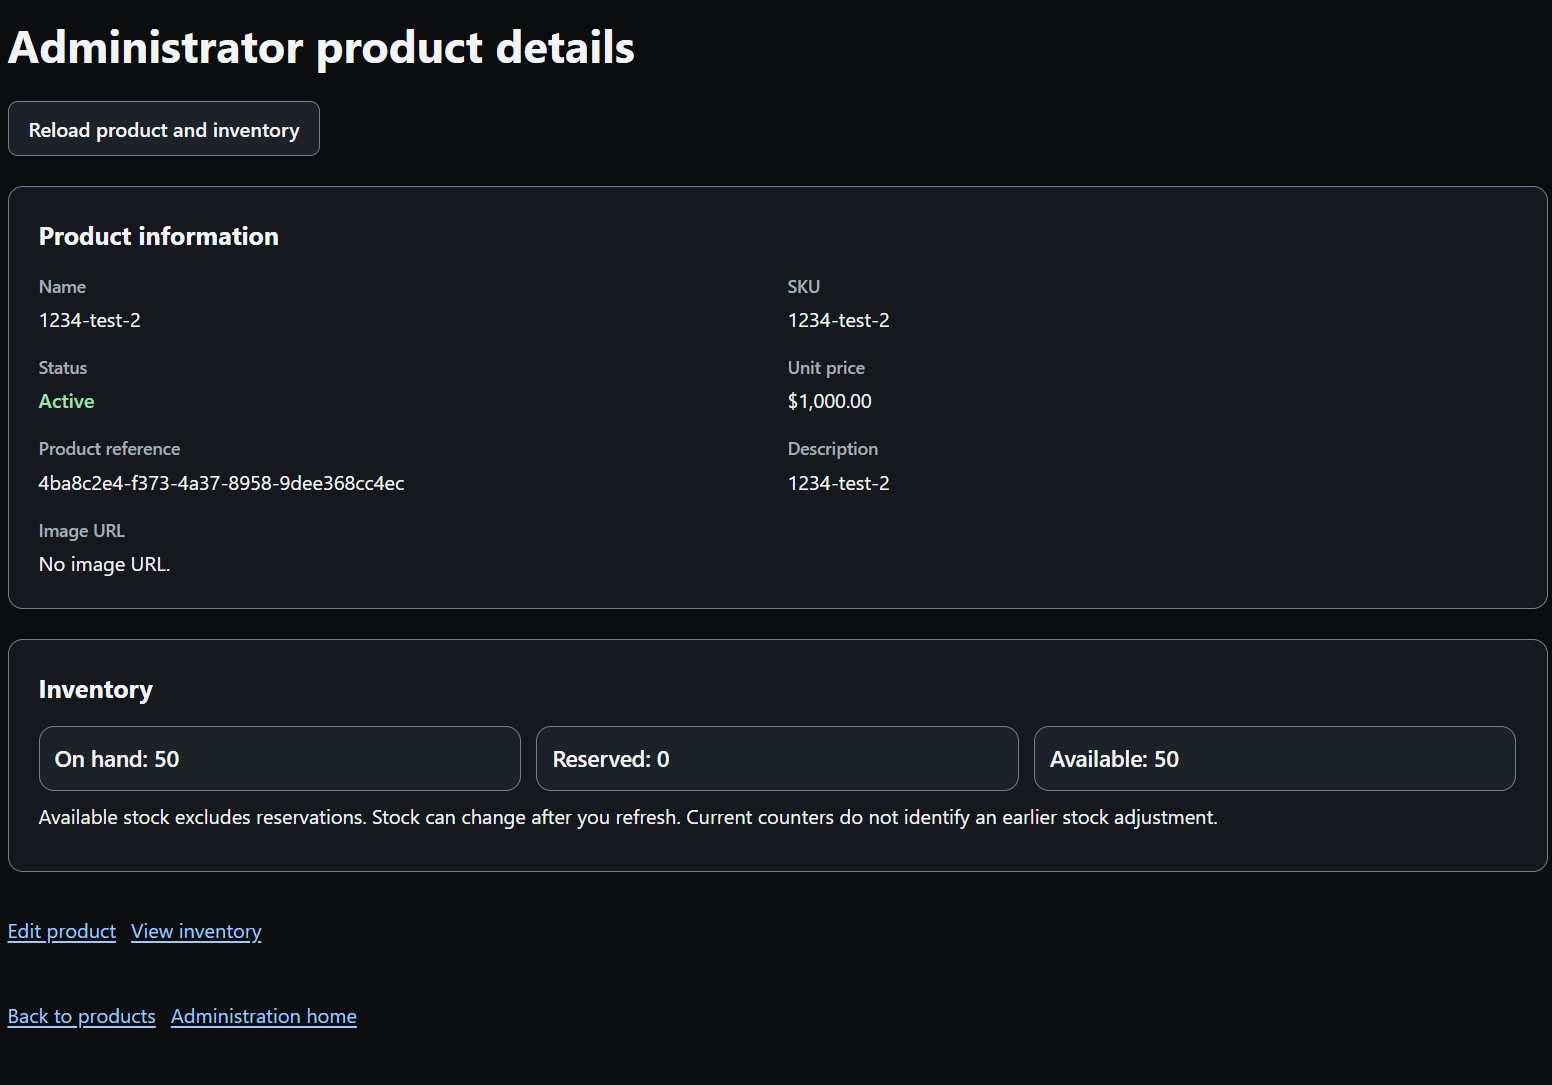 Administrator product details
Reload product and inventory
Product information
Name
1234-test-2
SKU
1234-test-2
Status
Active
Unit price
$1,000.00
Product reference
4ba8c2e4-f373-4a37-8958-9dee368cc4ec
Description
1234-test-2
Image URL
No image URL.
Inventory
On hand: 50
Reserved: 0
Available: 50
Available stock excludes reservations. Stock can change after you refresh. Current counters do not identify an earlier stock adjustment.
Edit product View inventory
Back to products Administration home